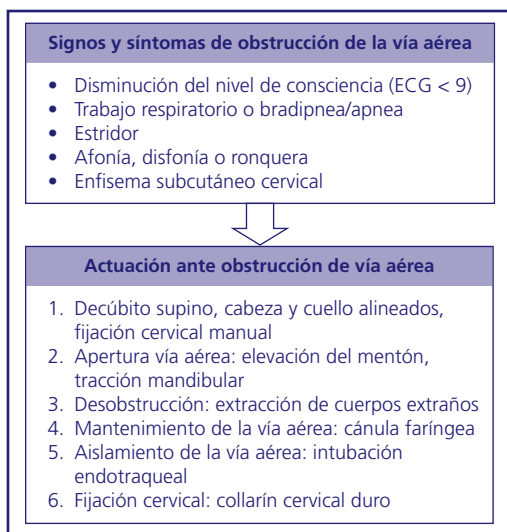 Signos y síntomas de obstrucción de la vía aérea
• Disminución del nivel de consciencia (ECG < 9)
• Trabajo respiratorio o bradipnea/apnea
• Estridor
• Afonía, disfonía o ronquera
• Enfisema subcutáneo cervical
Actuación ante obstrucción de vía aérea
1. Decúbito supino, cabeza y cuello alineados,
fijación cervical manual
2. Apertura vía aérea: elevación del mentón,
tracción mandibular
3. Desobstrucción: extracción de cuerpos extraños
4. Mantenimiento de la vía aérea: cánula faríngea
5. Aislamiento de la vía aérea: intubación
endotraqueal
6. Fijación cervical: collarín cervical duro